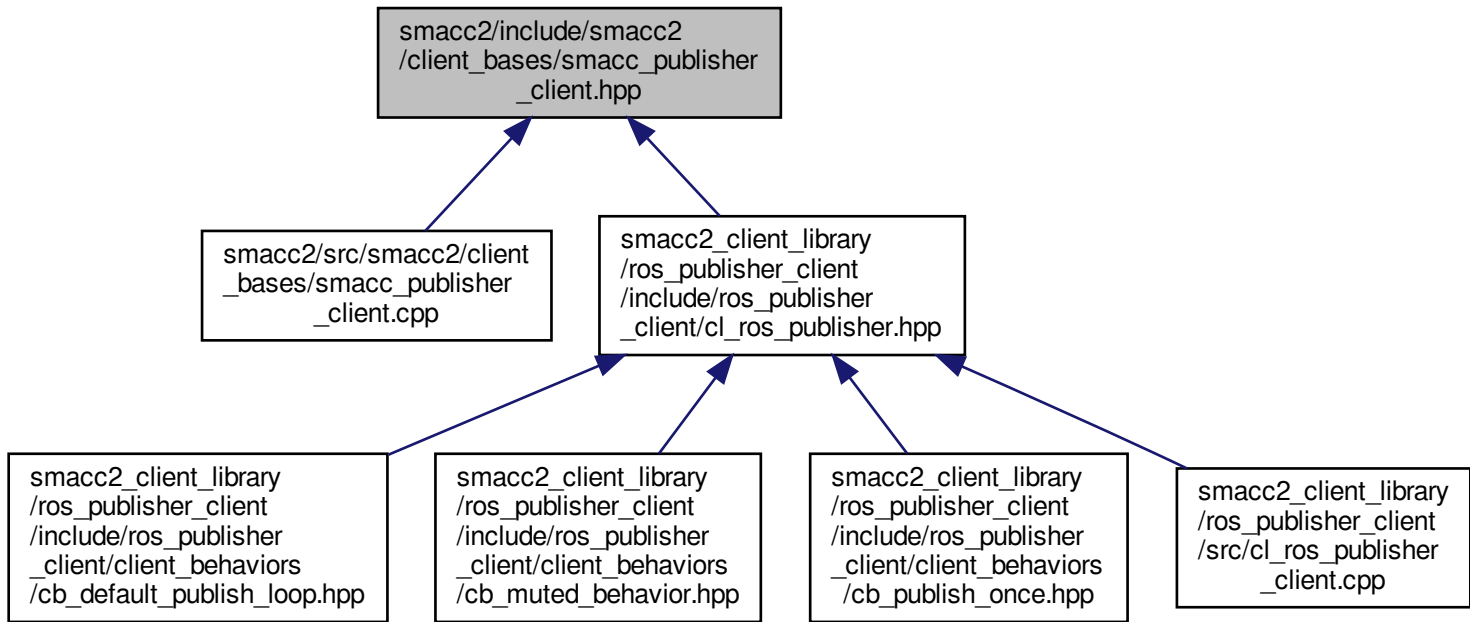 smacc2/include/smacc2
/client_bases/smacc_publisher
_client.hpp
smacc2/src/smacc2/client
_bases/smacc_publisher
_client.cpp
smacc2_client_library
/ros_publisher_client
/include/ros_publisher
_client/cl_ros_publisher.hpp
smacc2_client_library
/ros_publisher_client
/include/ros_publisher
_client/client_behaviors
/cb_default_publish_loop.hpp
smacc2_client_library
/ros_publisher_client
/include/ros_publisher
_client/client_behaviors
/cb_muted_behavior.hpp
smacc2_client_library
/ros_publisher_client
/include/ros_publisher
_client/client_behaviors
/cb_publish_once.hpp
smacc2_client_library
/ros_publisher_client
/src/cl_ros_publisher
_client.cpp